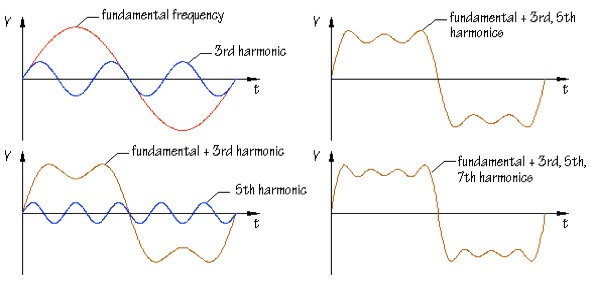 V
fundamental frequency
3rd harmonic
t
V
fundamental + 3rd, 5th
harmonics
t
V
fundamental + 3rd harmonic
5th harmonic
t
V
fundamental + 3rd, 5th,
7th harmonics
t